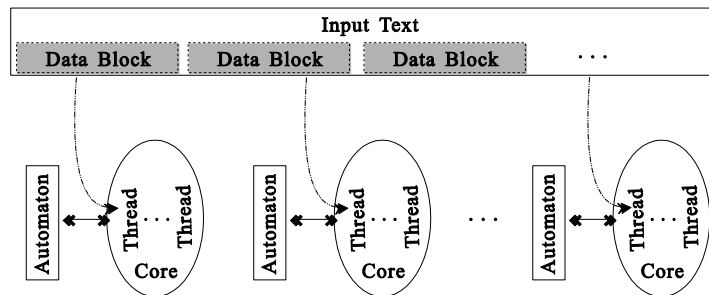 Input Text
Data Block Data Block Data Block ...
Automaton Thread ... Thread Core
Automaton Thread ... Thread Core
...
Automaton Thread ... Thread Core